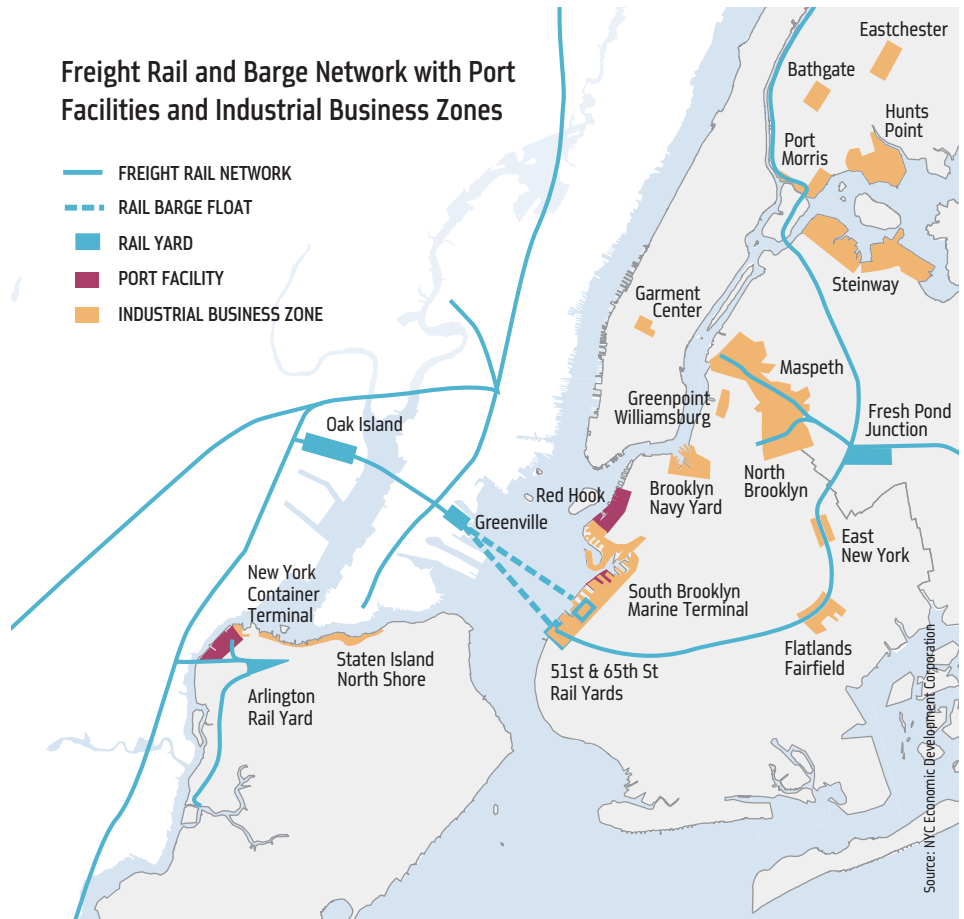 Freight Rail and Barge Network with Port
Facilities and Industrial Business Zones
FREIGHT RAIL NETWORK
RAIL BARGE FLOAT
RAIL YARD
PORT FACILITY
INDUSTRIAL BUSINESS ZONE
Eastchester
Bathgate
Hunts
Point
Port
Morris
Steinway
Garment
Center
Maspeth
Greenpoint
Williamsburg
Fresh Pond
Junction
Oak Island
North
Brooklyn
Brooklyn
Navy Yard
Red Hook
Greenville
East
New York
New York
Container
Terminal
South Brooklyn
Marine Terminal
Flatlands
Fairfield
Staten Island
North Shore
51st & 65th St
Rail Yards
Arlington
Rail Yard
Source: NYC Economic Development Corporation